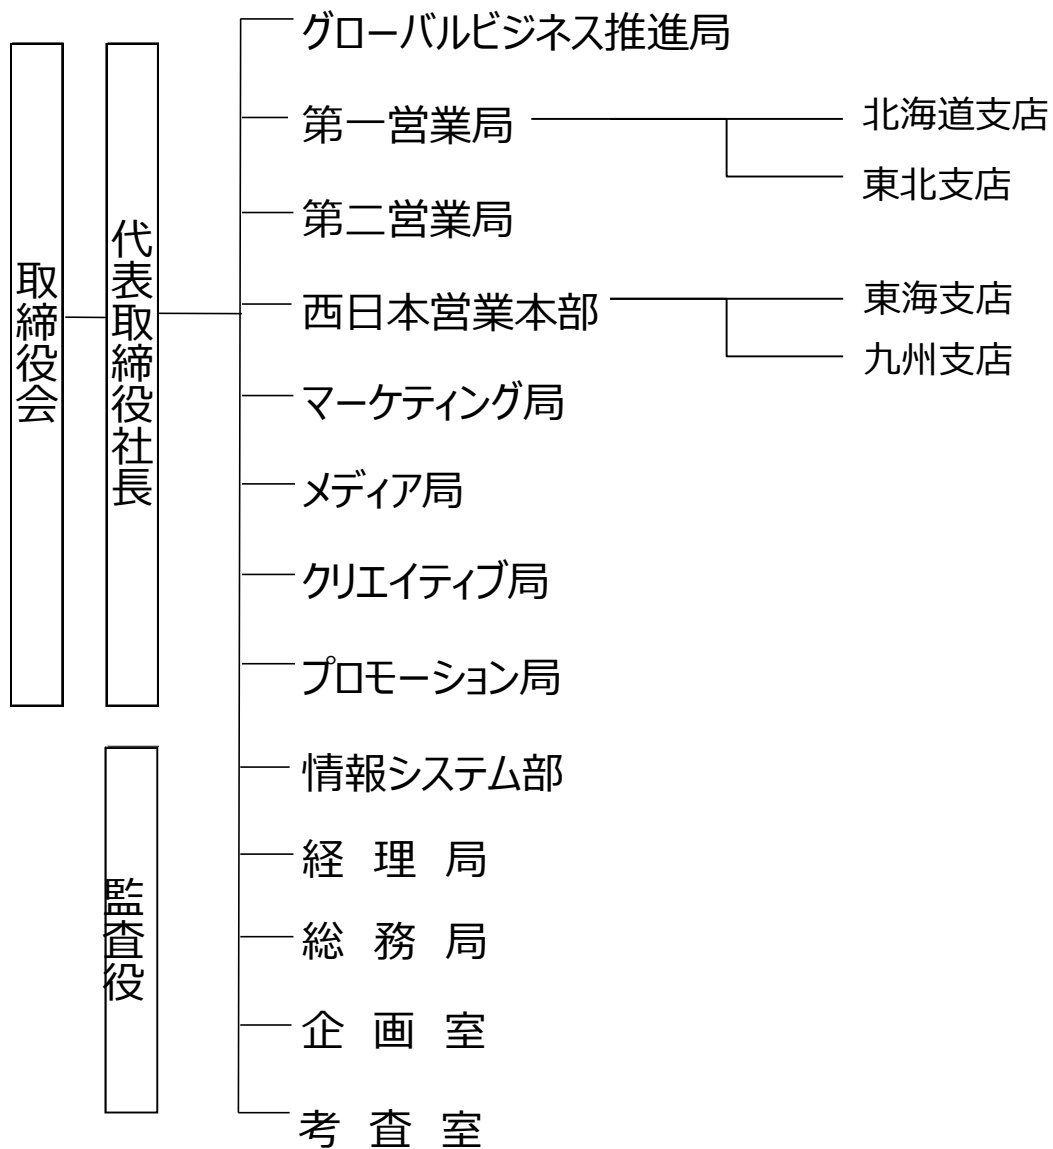 取締役会
代表取締役社長
監査役
グローバルビジネス推進局
第一営業局
北海道支店
東北支店
第二営業局
西日本営業本部
東海支店
九州支店
マーケティング局
メディア局
クリエイティブ局
プロモーション局
情報システム部
経 理 局
総 務 局
企 画 室
考 査 室